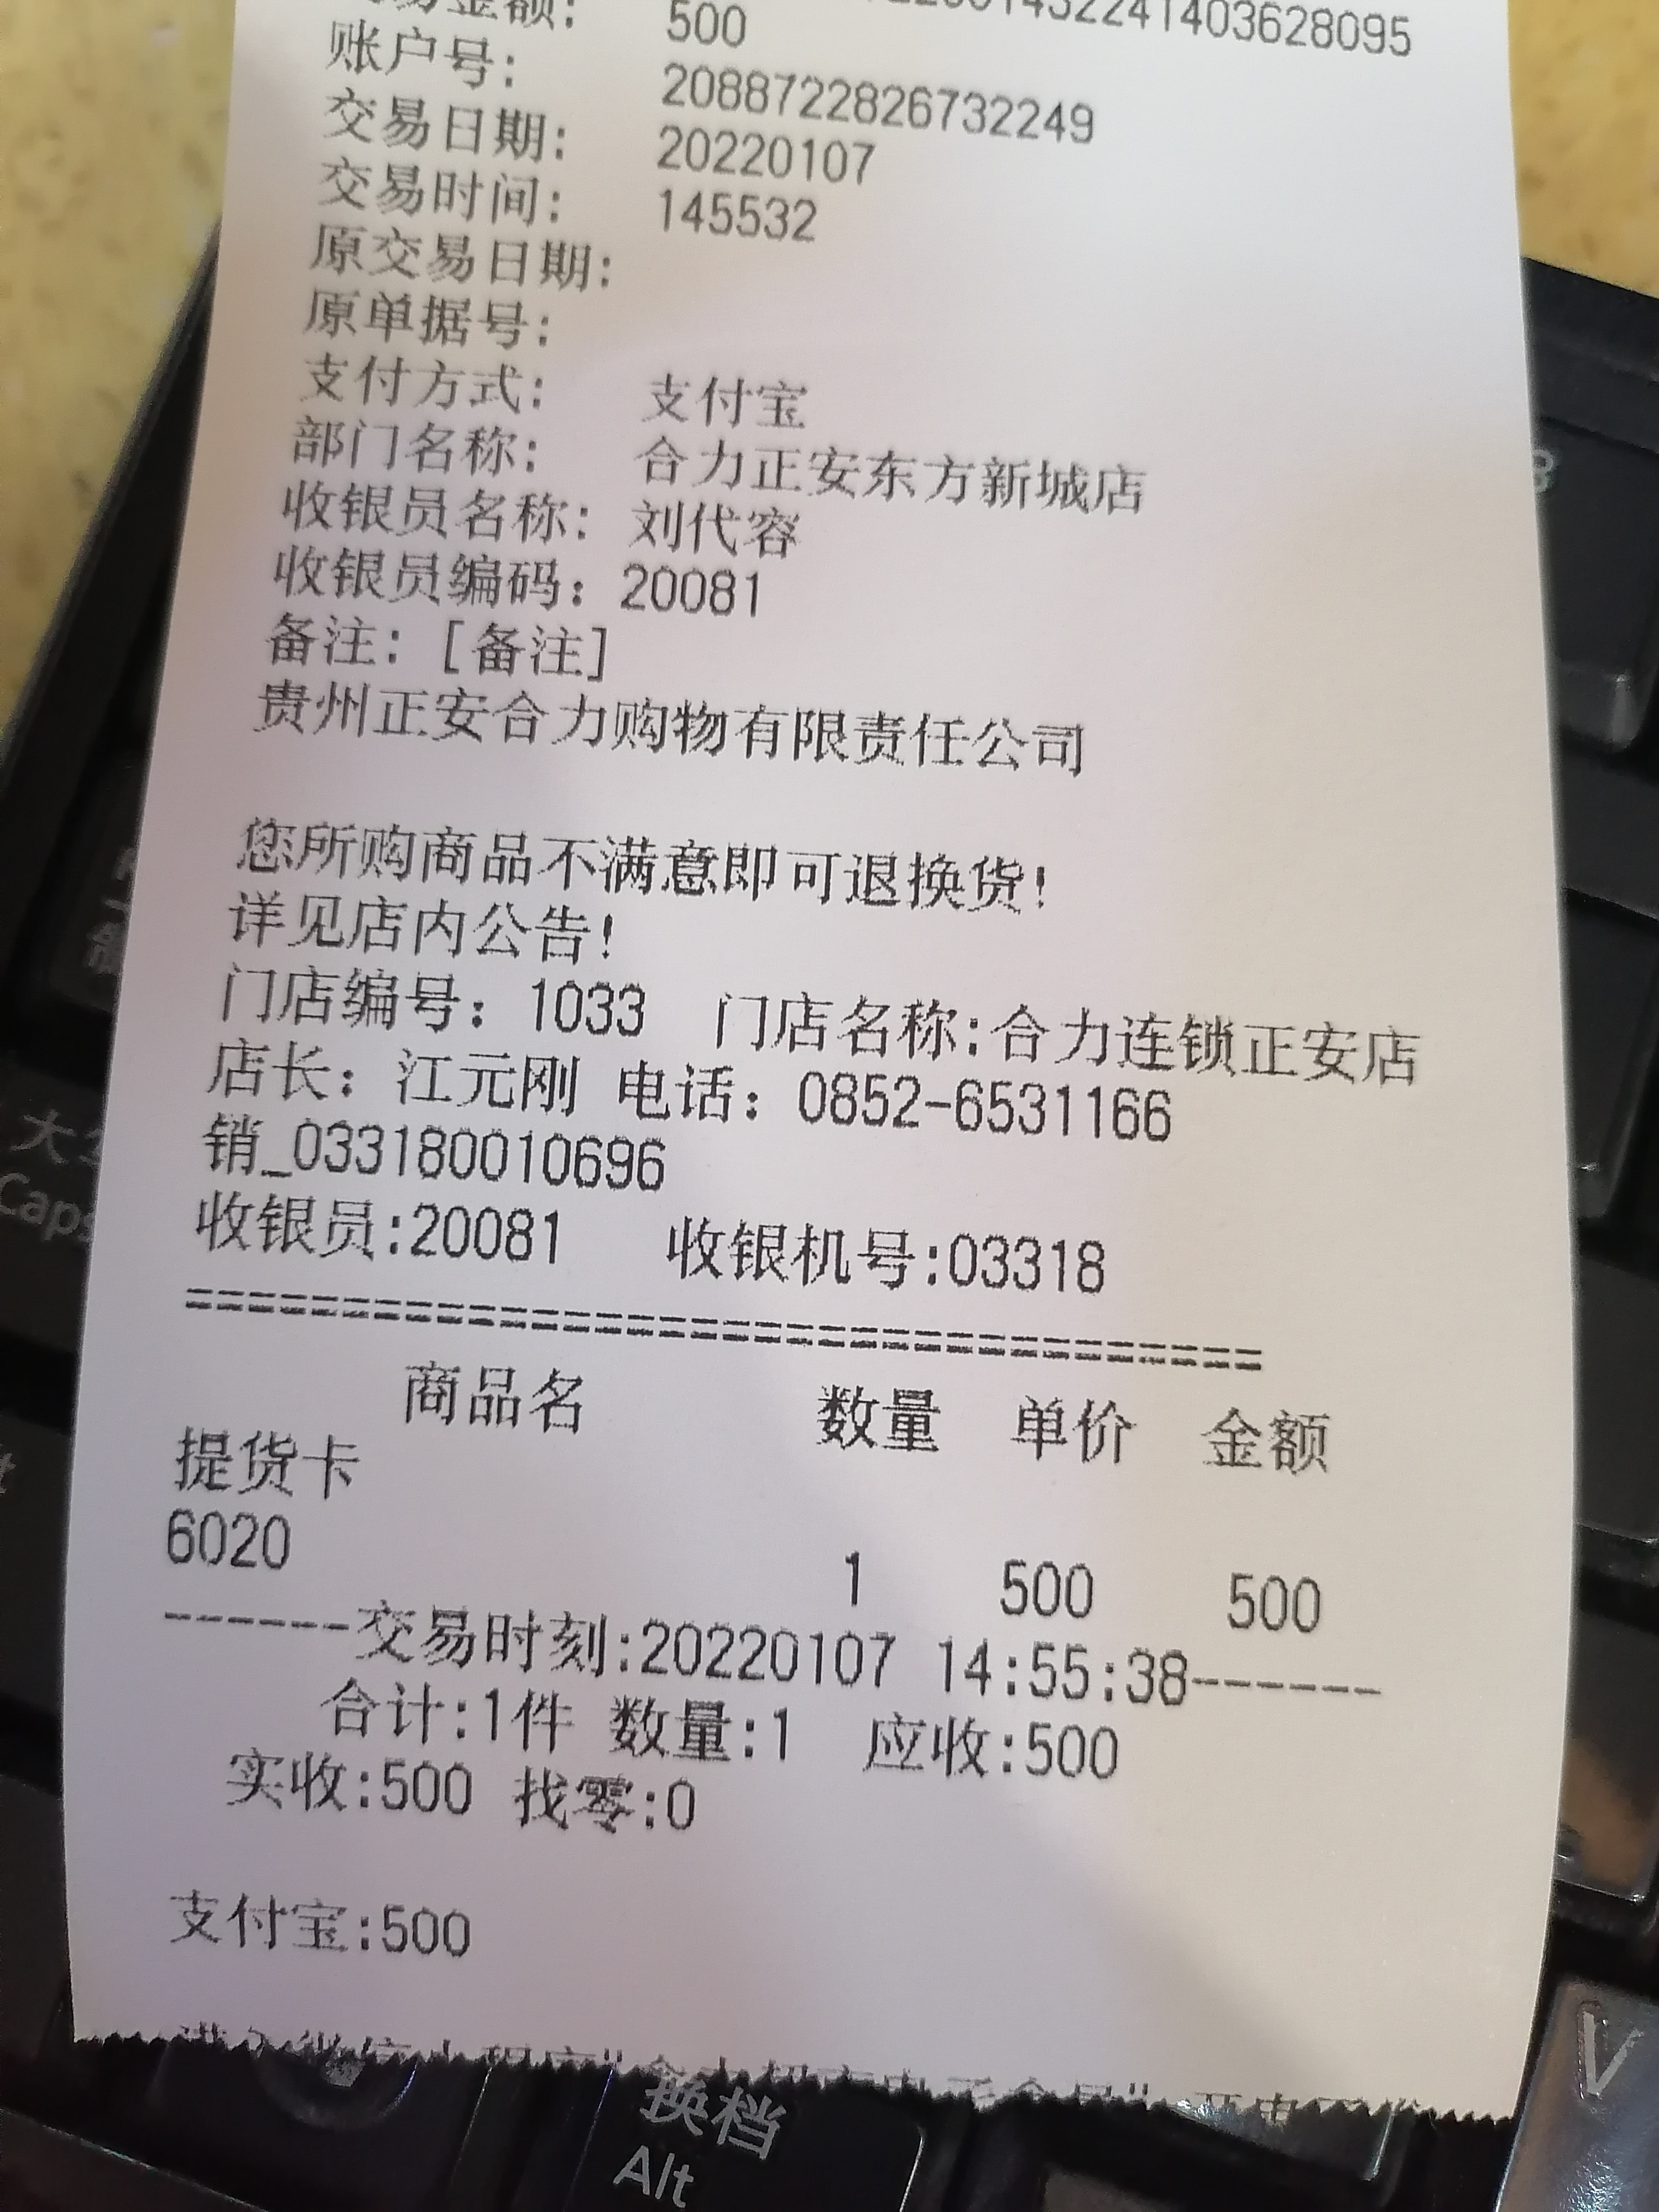 交易金额: 500
账户号: 2088722826732249
交易日期: 20220107
交易时间: 145532
原交易日期:
原单据号:
支付方式: 支付宝
部门名称: 合力正安东方新城店
收银员名称: 刘代容
收银员编码: 20081
备注: [备注]
贵州正安合力购物有限责任公司
您所购商品不满意即可退换货!
详见店内公告!
门店编号: 1033 门店名称:合力连锁正安店
店长: 江元刚 电话: 0852-6531166
销_033180010696
收银员:20081 收银机号:03318
==================================
商品名 数量 单价 金额
提货卡
6020 1 500 500
------交易时刻:20220107 14:55:38------
合计:1件 数量:1 应收:500
实收:500 找零:0
支付宝:500
换档
Alt
V